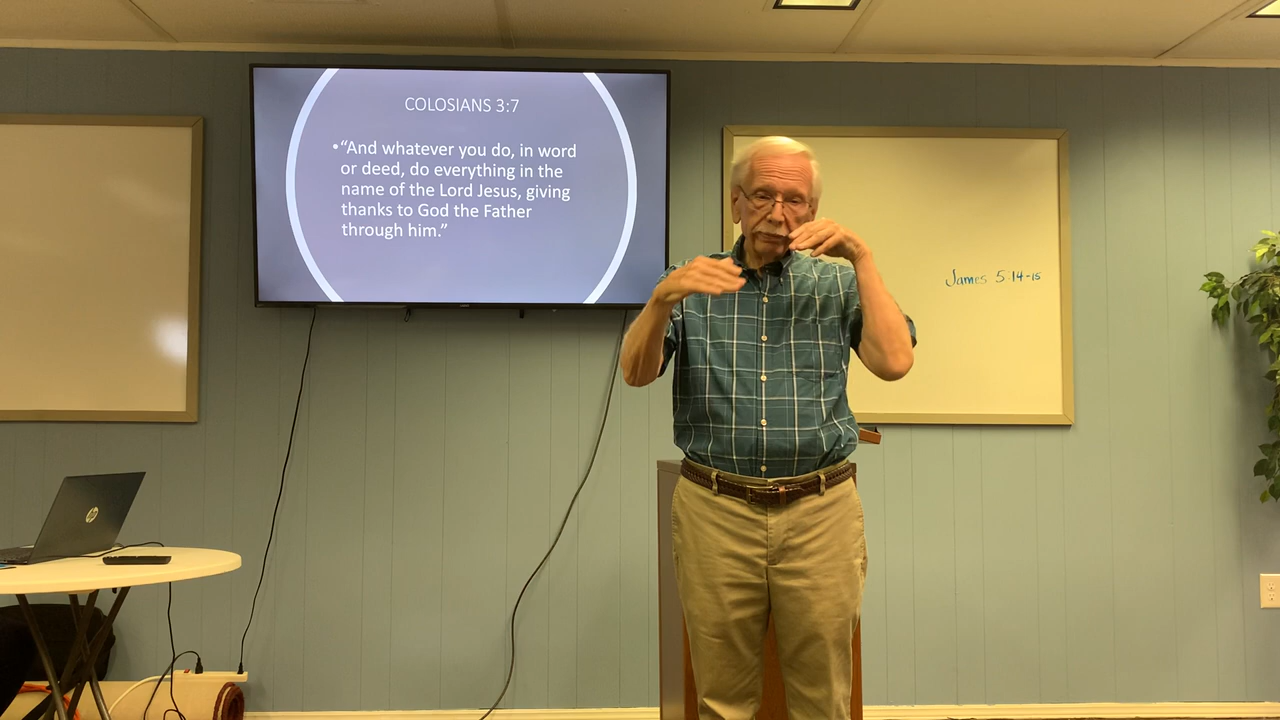 COLOSIANS 3:7
•“And whatever you do, in word
or deed, do everything in the
name of the Lord Jesus, giving
thanks to God the Father
through him.”
James 5:14-15
hp